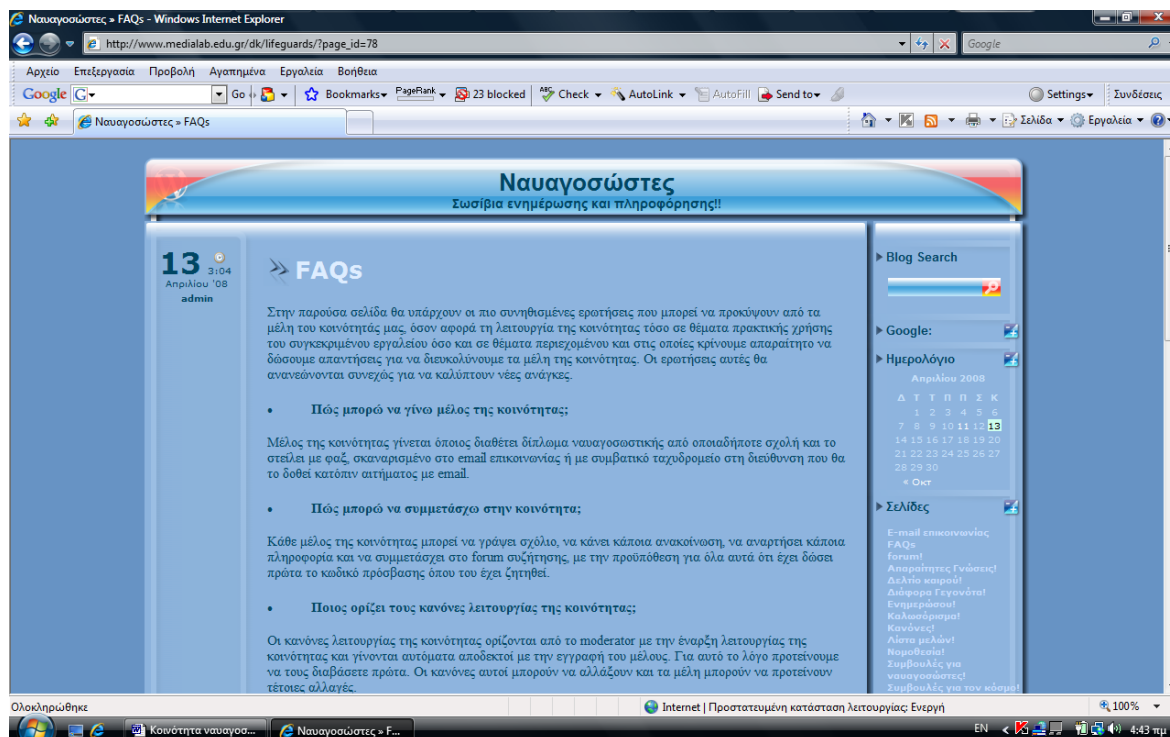 Ναυαγοσώστες » FAQs - Windows Internet Explorer
http://www.medialab.edu.gr/dk/lifeguards/?page_id=78
Google
Αρχείο Επεξεργασία Προβολή Αγαπημένα Εργαλεία Βοήθεια
Google G Go Bookmarks PageRank 23 blocked Check AutoLink AutoFill Send to Settings Συνδέσεις
Ναυαγοσώστες » FAQs
Σελίδα Εργαλεία
Ναυαγοσώστες
Σωσίβια ενημέρωσης και πληροφόρησης!!
13 3:04
Απριλίου '08
admin
FAQs
Στην παρούσα σελίδα θα υπάρχουν οι πιο συνηθισμένες ερωτήσεις που μπορεί να προκύψουν από τα
μέλη του κοινότητάς μας, όσον αφορά τη λειτουργία της κοινότητας τόσο σε θέματα πρακτικής χρήσης
του συγκεκριμένου εργαλείου όσο και σε θέματα περιεχομένου και στις οποίες κρίνουμε απαραίτητο να
δώσουμε απαντήσεις για να διευκολύνουμε τα μέλη της κοινότητας. Οι ερωτήσεις αυτές θα
ανανεώνονται συνεχώς για να καλύπτουν νέες ανάγκες.
• Πώς μπορώ να γίνω μέλος της κοινότητας;
Μέλος της κοινότητας γίνεται όποιος διαθέτει δίπλωμα ναυαγοσωστικής από οποιαδήποτε σχολή και το
στείλει με φαξ, σκαναρισμένο στο email επικοινωνίας ή με συμβατικό ταχυδρομείο στη διεύθυνση που θα
το δοθεί κατόπιν αιτήματος με email.
• Πώς μπορώ να συμμετάσχω στην κοινότητα;
Κάθε μέλος της κοινότητας μπορεί να γράψει σχόλιο, να κάνει κάποια ανακοίνωση, να αναρτήσει κάποια
πληροφορία και να συμμετάσχει στο forum συζήτησης, με την προϋπόθεση για όλα αυτά ότι έχει δώσει
πρώτα το κωδικό πρόσβασης όπου του έχει ζητηθεί.
• Ποιος ορίζει τους κανόνες λειτουργίας της κοινότητας;
Οι κανόνες λειτουργίας της κοινότητας ορίζονται από το moderator με την έναρξη λειτουργίας της
κοινότητας και γίνονται αυτόματα αποδεκτοί με την εγγραφή του μέλους. Για αυτό το λόγο προτείνουμε
να τους διαβάσετε πρώτα. Οι κανόνες αυτοί μπορούν να αλλάξουν και τα μέλη μπορούν να προτείνουν
τέτοιες αλλαγές.
Blog Search
Google:
Ημερολόγιο
Απριλίου 2008
Δ Τ Τ Π Π Σ Κ
1 2 3 4 5 6
7 8 9 10 11 12 13
14 15 16 17 18 19 20
21 22 23 24 25 26 27
28 29 30
« Οκτ
Σελίδες
E-mail επικοινωνίας
FAQs
forum!
Απαραίτητες Γνώσεις!
Δελτίο καιρού!
Διάφορα Γεγονότα!
Ενημερώσου!
Καλωσόρισμα!
Κανόνες!
Λίστα μελών!
Νομοθεσία!
Συμβουλές για
ναυαγοσώστες!
Συμβουλές για τον κόσμο!
Ολοκληρώθηκε
Internet | Προστατευμένη κατάσταση λειτουργίας: Ενεργή
100%
Κοινότητα ναυαγοσ...
Ναυαγοσώστες » F...
EN
4:43 πμ